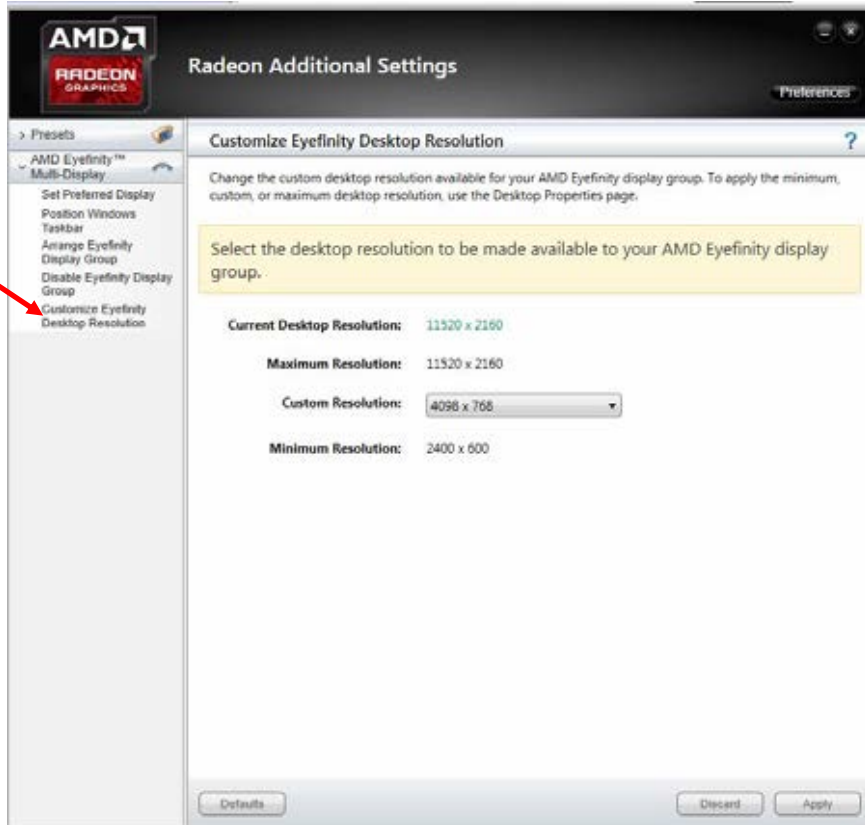 AMD
RADEON
GRAPHICS
Radeon Additional Settings
Preferences
> Presets
AMD Eyefinity™
Multi-Display
Set Preferred Display
Position Windows
Taskbar
Arrange Eyefinity
Display Group
Disable Eyefinity Display
Group
Customize Eyefinity
Desktop Resolution
Customize Eyefinity Desktop Resolution
?
Change the custom desktop resolution available for your AMD Eyefinity display group. To apply the minimum,
custom, or maximum desktop resolution, use the Desktop Properties page.
Select the desktop resolution to be made available to your AMD Eyefinity display
group.
Current Desktop Resolution: 11520 x 2160
Maximum Resolution: 11520 x 2160
Custom Resolution: 4098 x 768
Minimum Resolution: 2400 x 600
Defaults
Discard
Apply